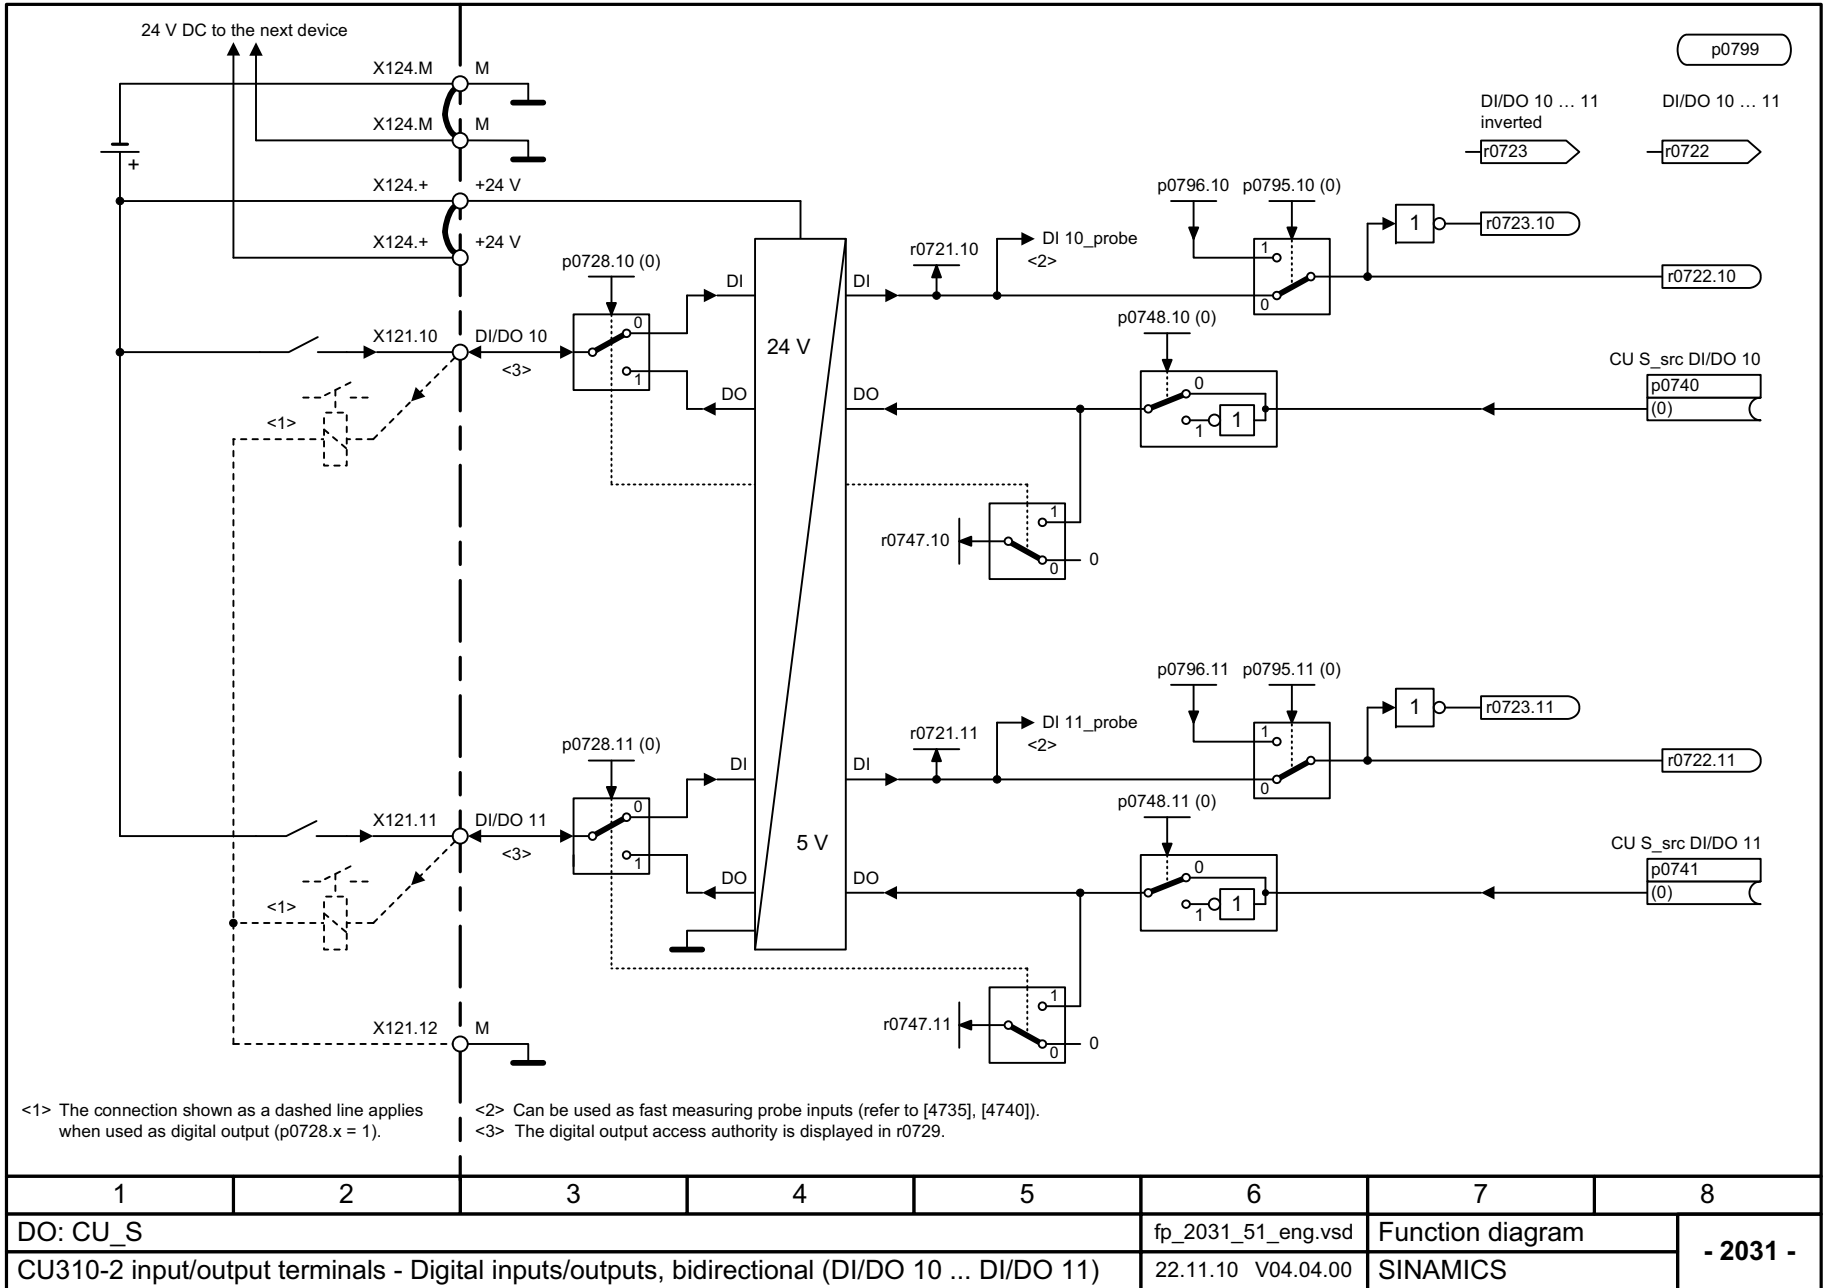 24 V DC to the next device
p0799
X124.M M
DI/DO 10 … 11 inverted
DI/DO 10 … 11
X124.M M
r0723
r0722
+
X124.+ +24 V
p0796.10 p0795.10 (0)
1
r0723.10
X124.+ +24 V
r0721.10
DI 10_probe
<2>
p0728.10 (0)
DI
DI
1
0
r0722.10
p0748.10 (0)
X121.10 DI/DO 10
<3>
0
1
24 V
CU S_src DI/DO 10
p0740
(0)
DO
DO
0
1
1
<1>
r0747.10
1
0
0
p0796.11 p0795.11 (0)
1
r0723.11
r0721.11
DI 11_probe
<2>
p0728.11 (0)
DI
DI
1
0
r0722.11
p0748.11 (0)
X121.11 DI/DO 11
<3>
0
1
5 V
CU S_src DI/DO 11
p0741
(0)
DO
DO
0
1
1
<1>
r0747.11
1
0
0
X121.12 M
<1> The connection shown as a dashed line applies
when used as digital output (p0728.x = 1).
<2> Can be used as fast measuring probe inputs (refer to [4735], [4740]).
<3> The digital output access authority is displayed in r0729.
1 2 3 4 5 6 7 8
DO: CU_S
fp_2031_51_eng.vsd
Function diagram
- 2031 -
CU310-2 input/output terminals - Digital inputs/outputs, bidirectional (DI/DO 10 ... DI/DO 11)
22.11.10 V04.04.00
SINAMICS